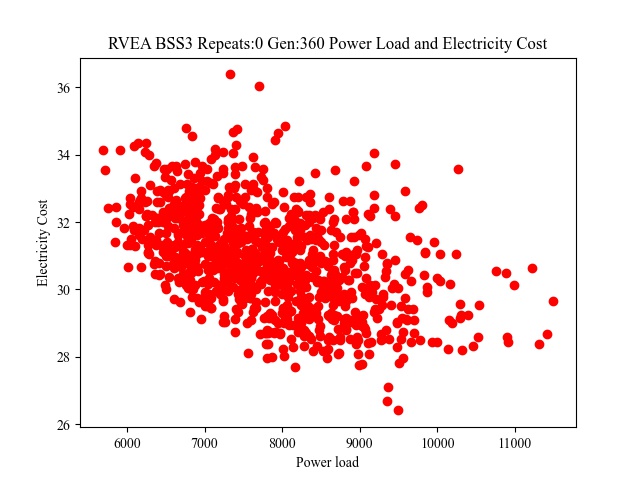 RVEA BSS3 Repeats:0 Gen:360 Power Load and Electricity Cost
36
34
32
30
28
26
Electricity Cost
6000 7000 8000 9000 10000 11000
Power load